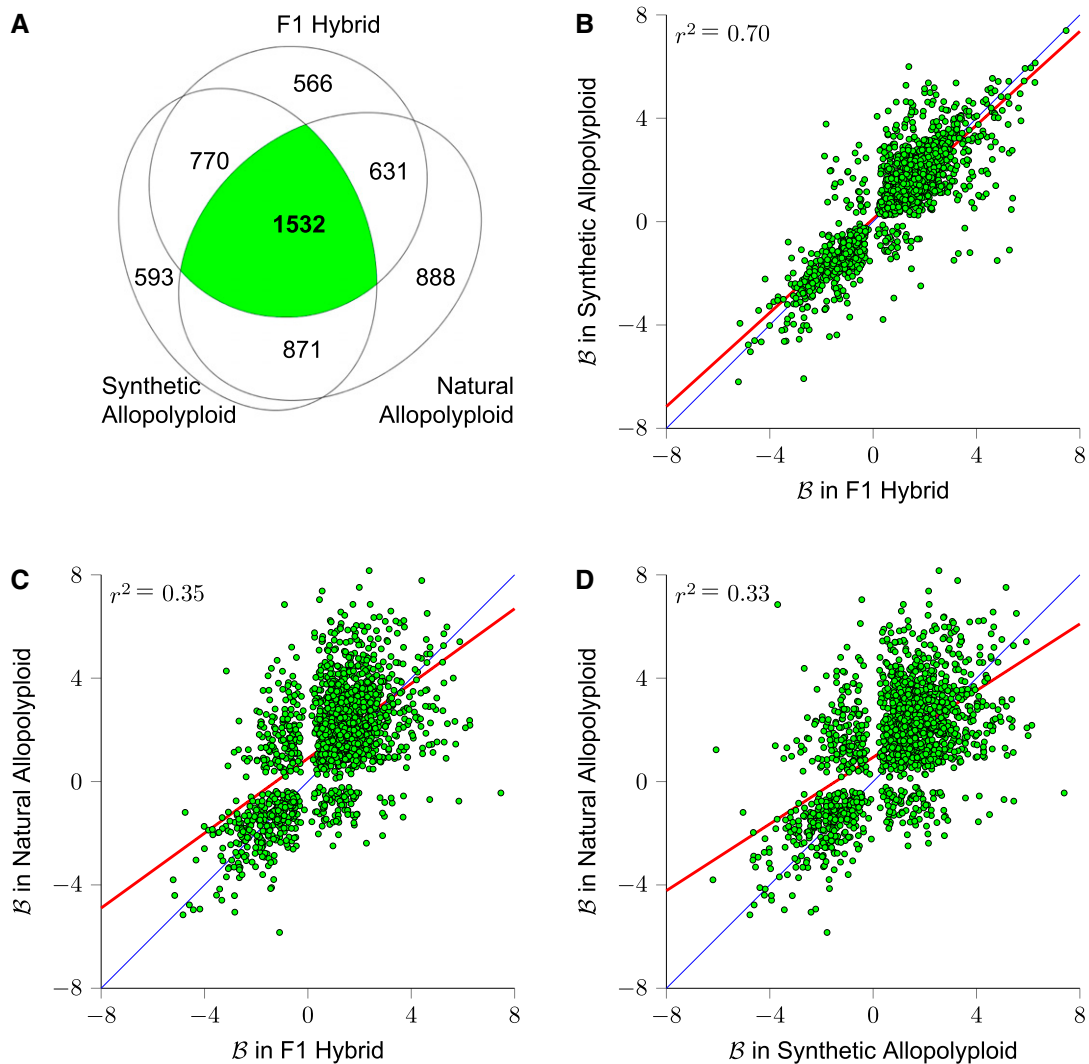 A
F1 Hybrid
566
770
631
1532
593
888
871
Synthetic
Allopolyploid
Natural
Allopolyploid
B
r² = 0.70
8
4
0
−4
−8
−8
−4
0
4
8
ℬ in Synthetic Allopolyploid
ℬ in F1 Hybrid
C
r² = 0.35
8
4
0
−4
−8
−8
−4
0
4
8
ℬ in Natural Allopolyploid
ℬ in F1 Hybrid
D
r² = 0.33
8
4
0
−4
−8
−8
−4
0
4
8
ℬ in Natural Allopolyploid
ℬ in Synthetic Allopolyploid